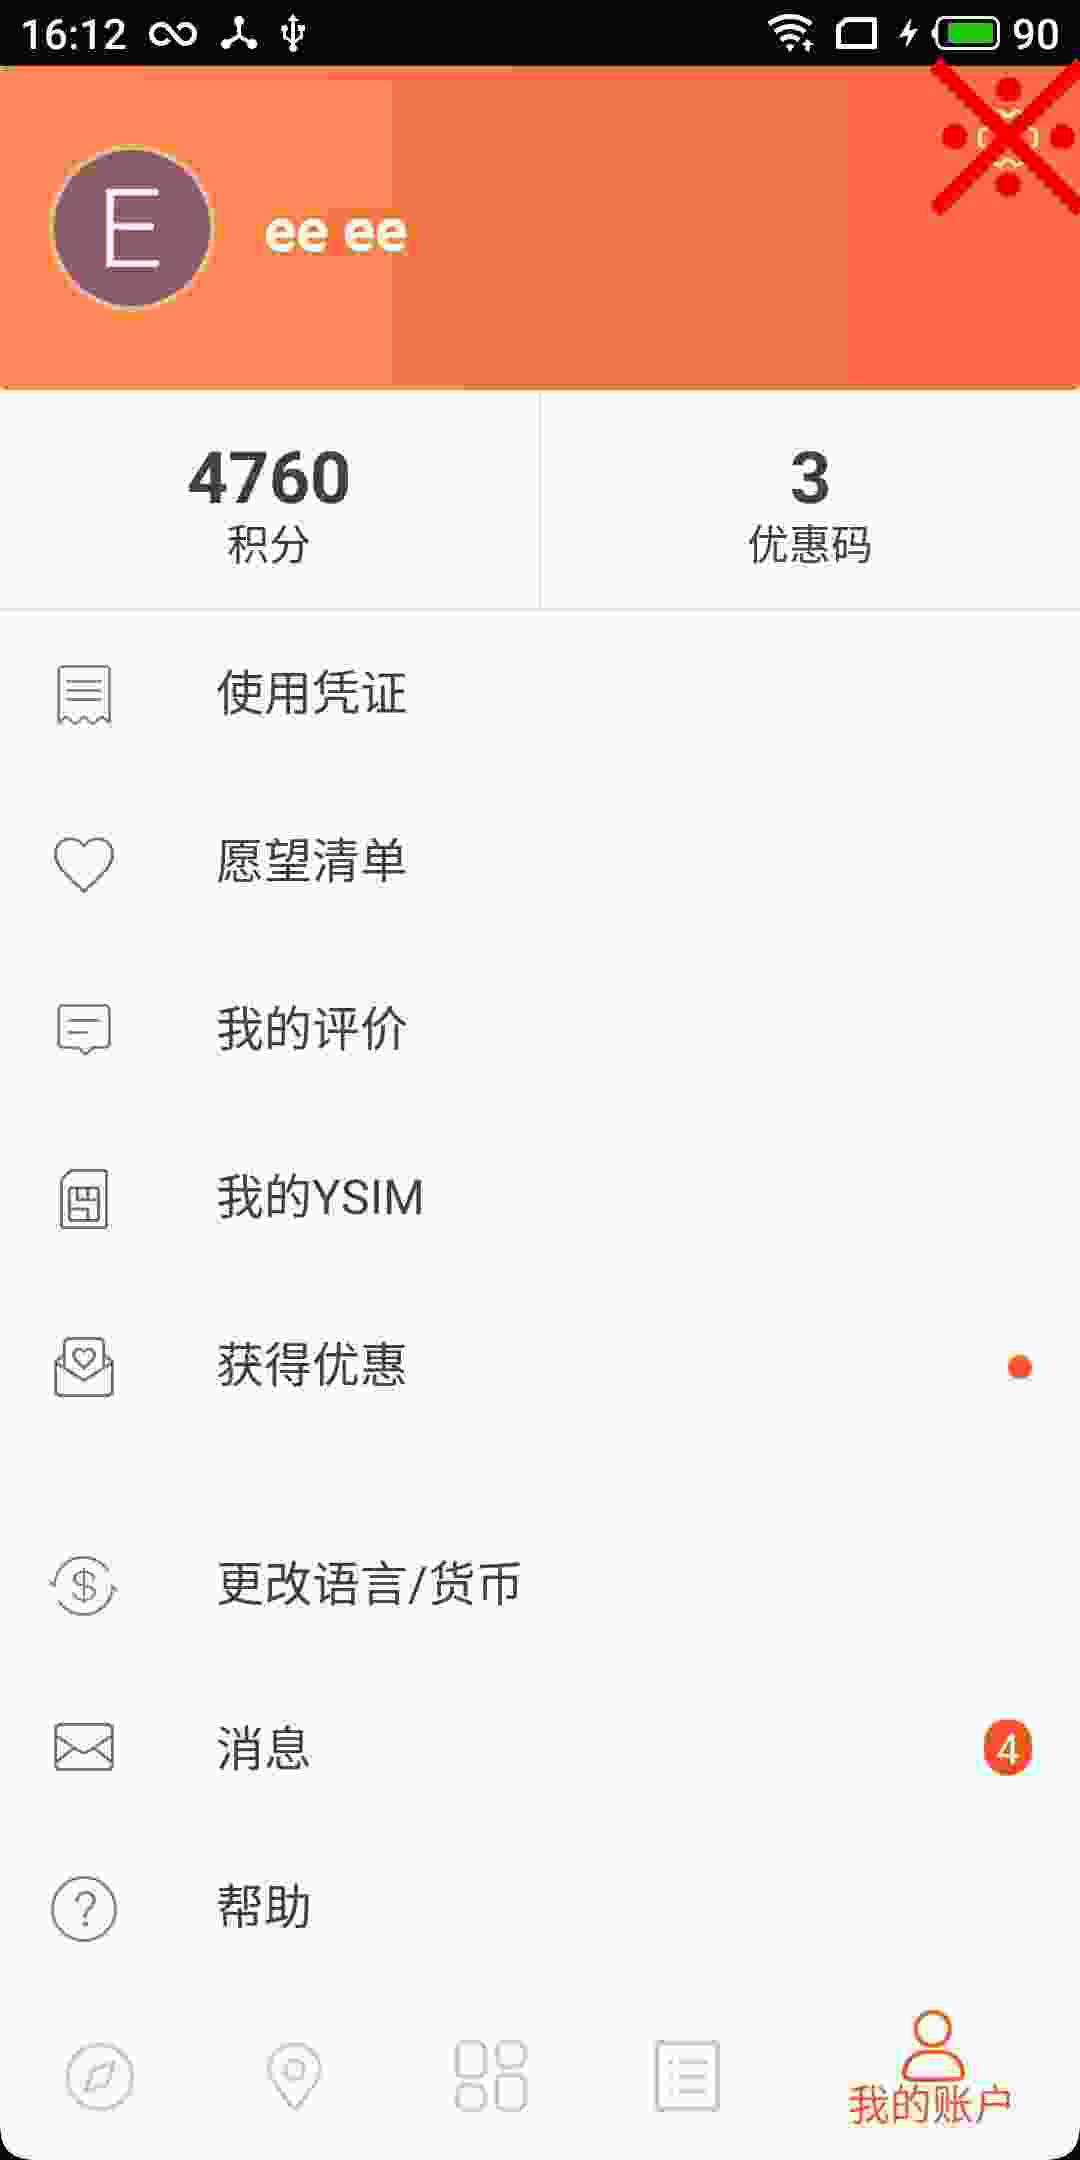 16:12
90
E
ee ee
4760
积分
3
优惠码
使用凭证
愿望清单
我的评价
我的YSIM
获得优惠
更改语言/货币
消息
4
帮助
我的账户